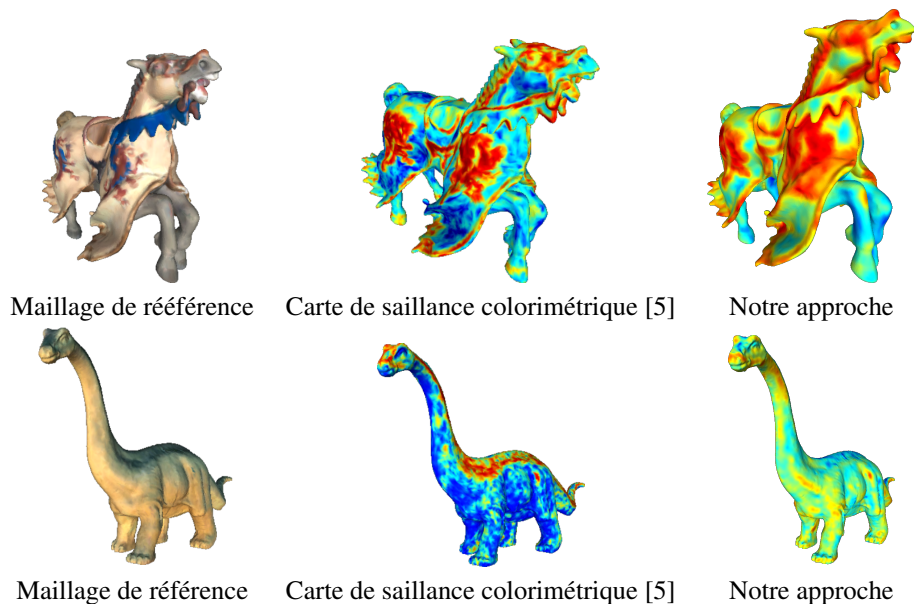 Maillage de rééférence Carte de saillance colorimétrique [5] Notre approche
Maillage de référence Carte de saillance colorimétrique [5] Notre approche